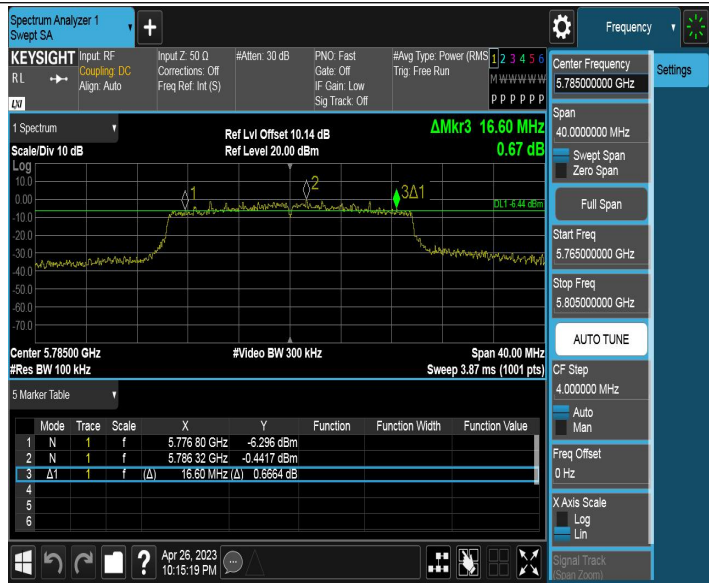 Spectrum Analyzer 1
Swept SA
Frequency
KEYSIGHT
RL
LXI
Input: RF
Coupling: DC
Align: Auto
Input Z: 50 Ω
Corrections: Off
Freq Ref: Int (S)
#Atten: 30 dB
PNO: Fast
Gate: Off
IF Gain: Low
Sig Track: Off
#Avg Type: Power (RMS
Trig: Free Run
1 2 3 4 5 6
M W W W W W
P P P P P P
Center Frequency
5.785000000 GHz
Settings
Span
40.0000000 MHz
Swept Span
Zero Span
Full Span
Start Freq
5.765000000 GHz
Stop Freq
5.805000000 GHz
AUTO TUNE
CF Step
4.000000 MHz
Auto
Man
Freq Offset
0 Hz
X Axis Scale
Log
Lin
Signal Track
(Span Zoom)
1 Spectrum
Scale/Div 10 dB
Ref Lvl Offset 10.14 dB
Ref Level 20.00 dBm
ΔMkr3 16.60 MHz
0.67 dB
Log
10.0
0.00
-10.0
-20.0
-30.0
-40.0
-50.0
-60.0
-70.0
1
2
3Δ1
DL1 -6.44 dBm
Center 5.78500 GHz
#Video BW 300 kHz
Span 40.00 MHz
#Res BW 100 kHz
Sweep 3.87 ms (1001 pts)
5 Marker Table
Mode Trace Scale X Y Function Function Width Function Value
1 N 1 f 5.776 80 GHz -6.296 dBm
2 N 1 f 5.786 32 GHz -0.4417 dBm
3 Δ1 1 f (Δ) 16.60 MHz (Δ) 0.6664 dB
4
5
6
?
Apr 26, 2023
10:15:19 PM